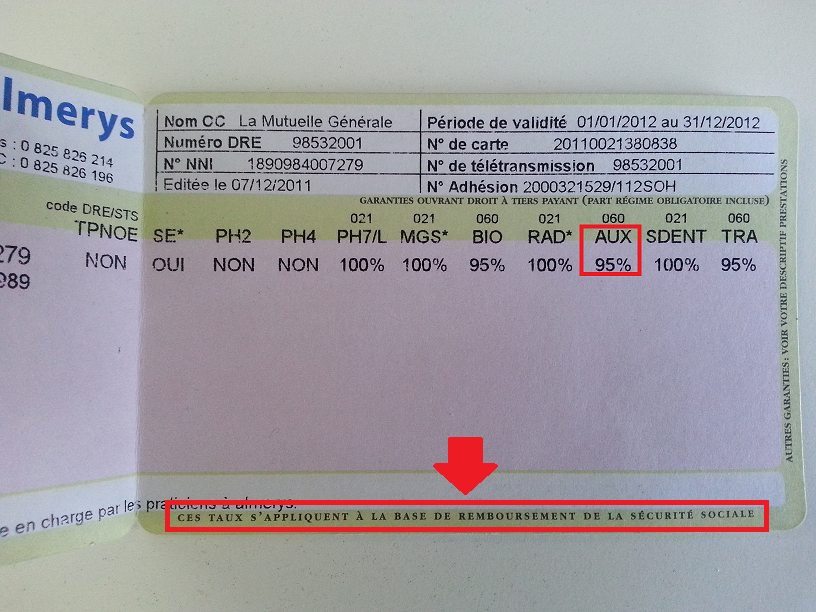 lmerys
s : 0 825 826 214
C : 0 825 826 196
Nom CC La Mutuelle Générale
Numéro DRE 98532001
N° NNI 1890984007279
Editée le 07/12/2011
Période de validité 01/01/2012 au 31/12/2012
N° de carte 20110021380838
N° de télétransmission 98532001
N° Adhésion 2000321529/112SOH
GARANTIES OUVRANT DROIT À TIERS PAYANT (PART RÉGIME OBLIGATOIRE INCLUSE)
code DRE/STS
021 021 060 021 060 021 060
TPNOE SE* PH2 PH4 PH7/L MGS* BIO RAD* AUX SDENT TRA
279 NON OUI NON NON 100% 100% 95% 100% 95% 100% 95%
989
AUTRES GARANTIES : VOIR VOTRE DESCRIPTIF PRESTATIONS
e en charge par les praticiens à almerys.
CES TAUX S'APPLIQUENT À LA BASE DE REMBOURSEMENT DE LA SÉCURITÉ SOCIALE